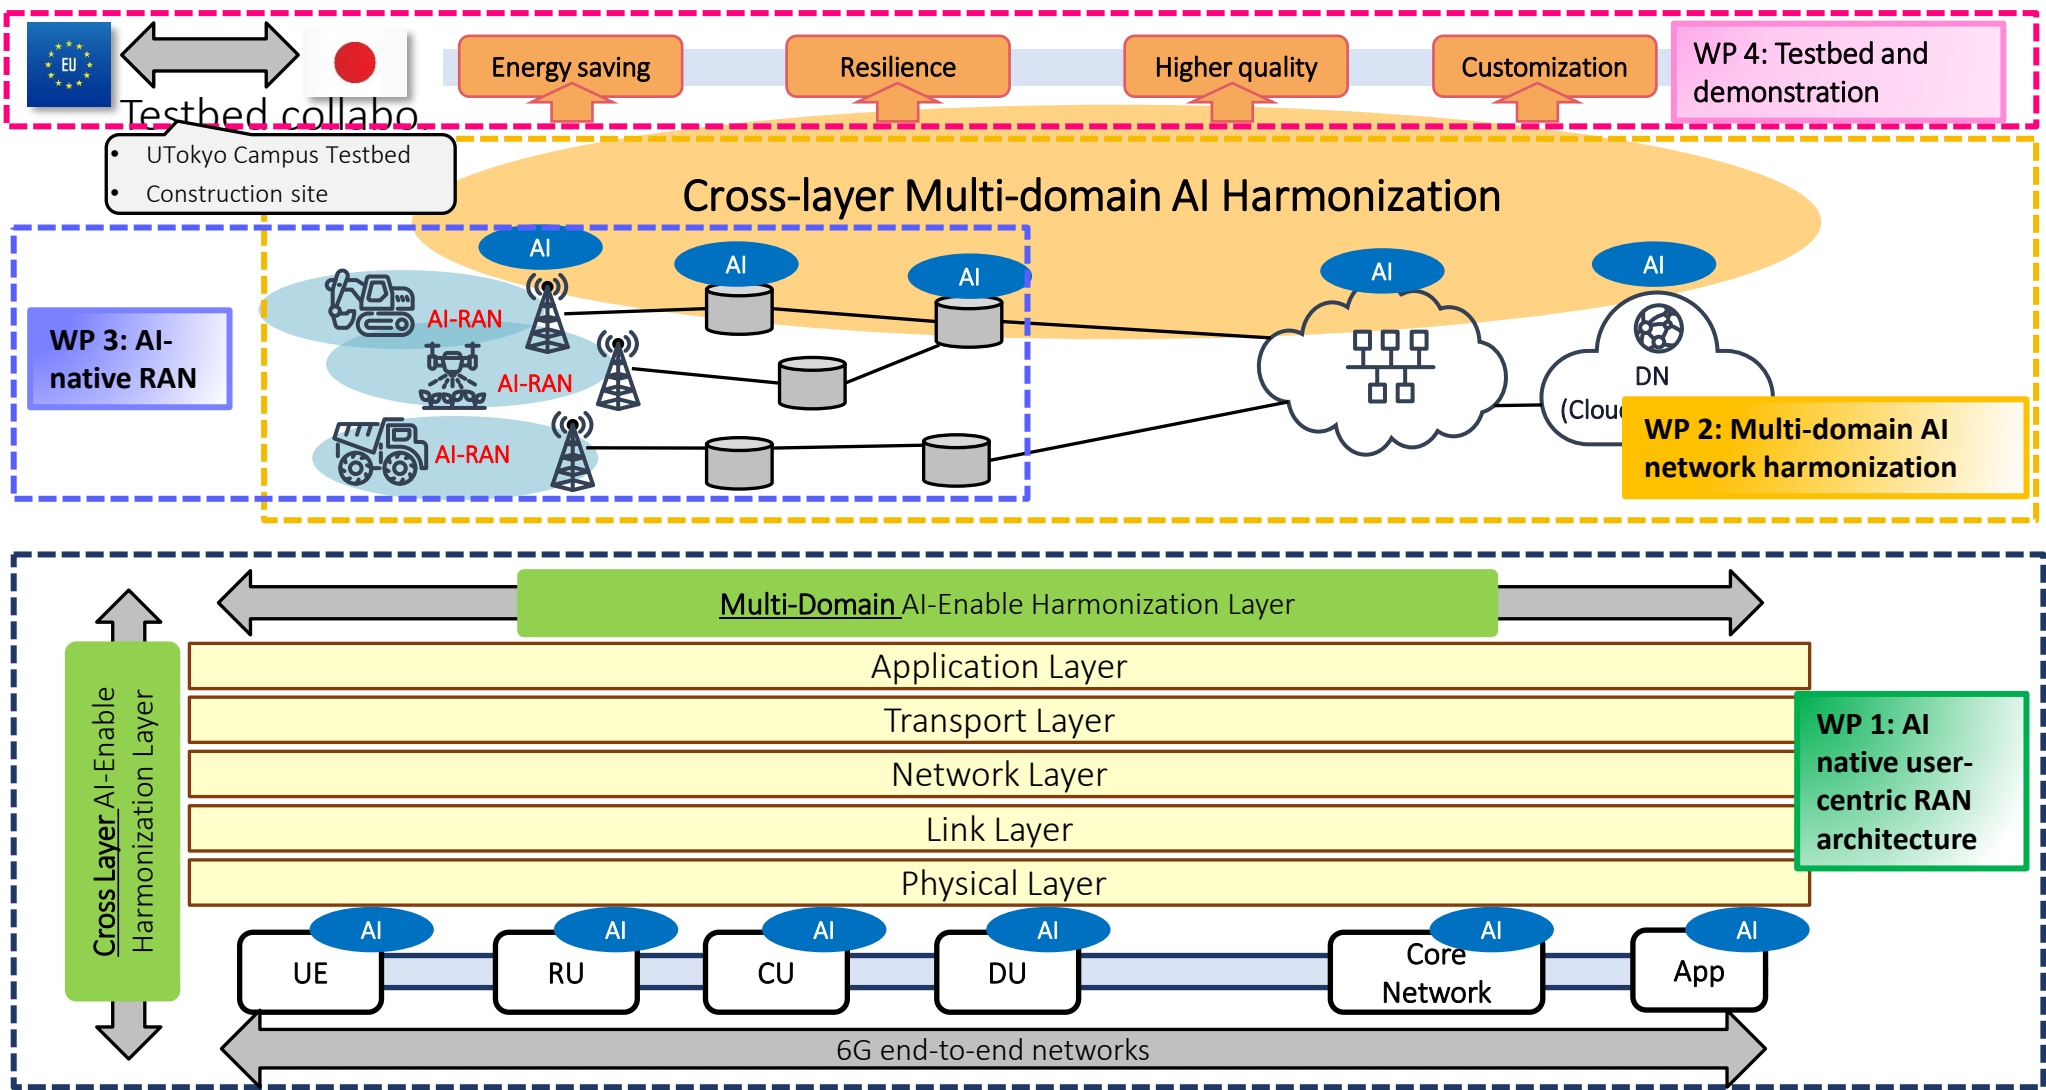 EU
Testbed collabo.
Energy saving
Resilience
Higher quality
Customization
WP 4: Testbed and
demonstration
• UTokyo Campus Testbed
• Construction site
Cross-layer Multi-domain AI Harmonization
AI
AI
AI
AI
AI
WP 3: AI-
native RAN
AI-RAN
AI-RAN
AI-RAN
DN
(Clou
WP 2: Multi-domain AI
network harmonization
Multi-Domain AI-Enable Harmonization Layer
Cross Layer AI-Enable
Harmonization Layer
Application Layer
Transport Layer
Network Layer
Link Layer
Physical Layer
WP 1: AI
native user-
centric RAN
architecture
AI
AI
AI
AI
AI
AI
UE
RU
CU
DU
Core
Network
App
6G end-to-end networks